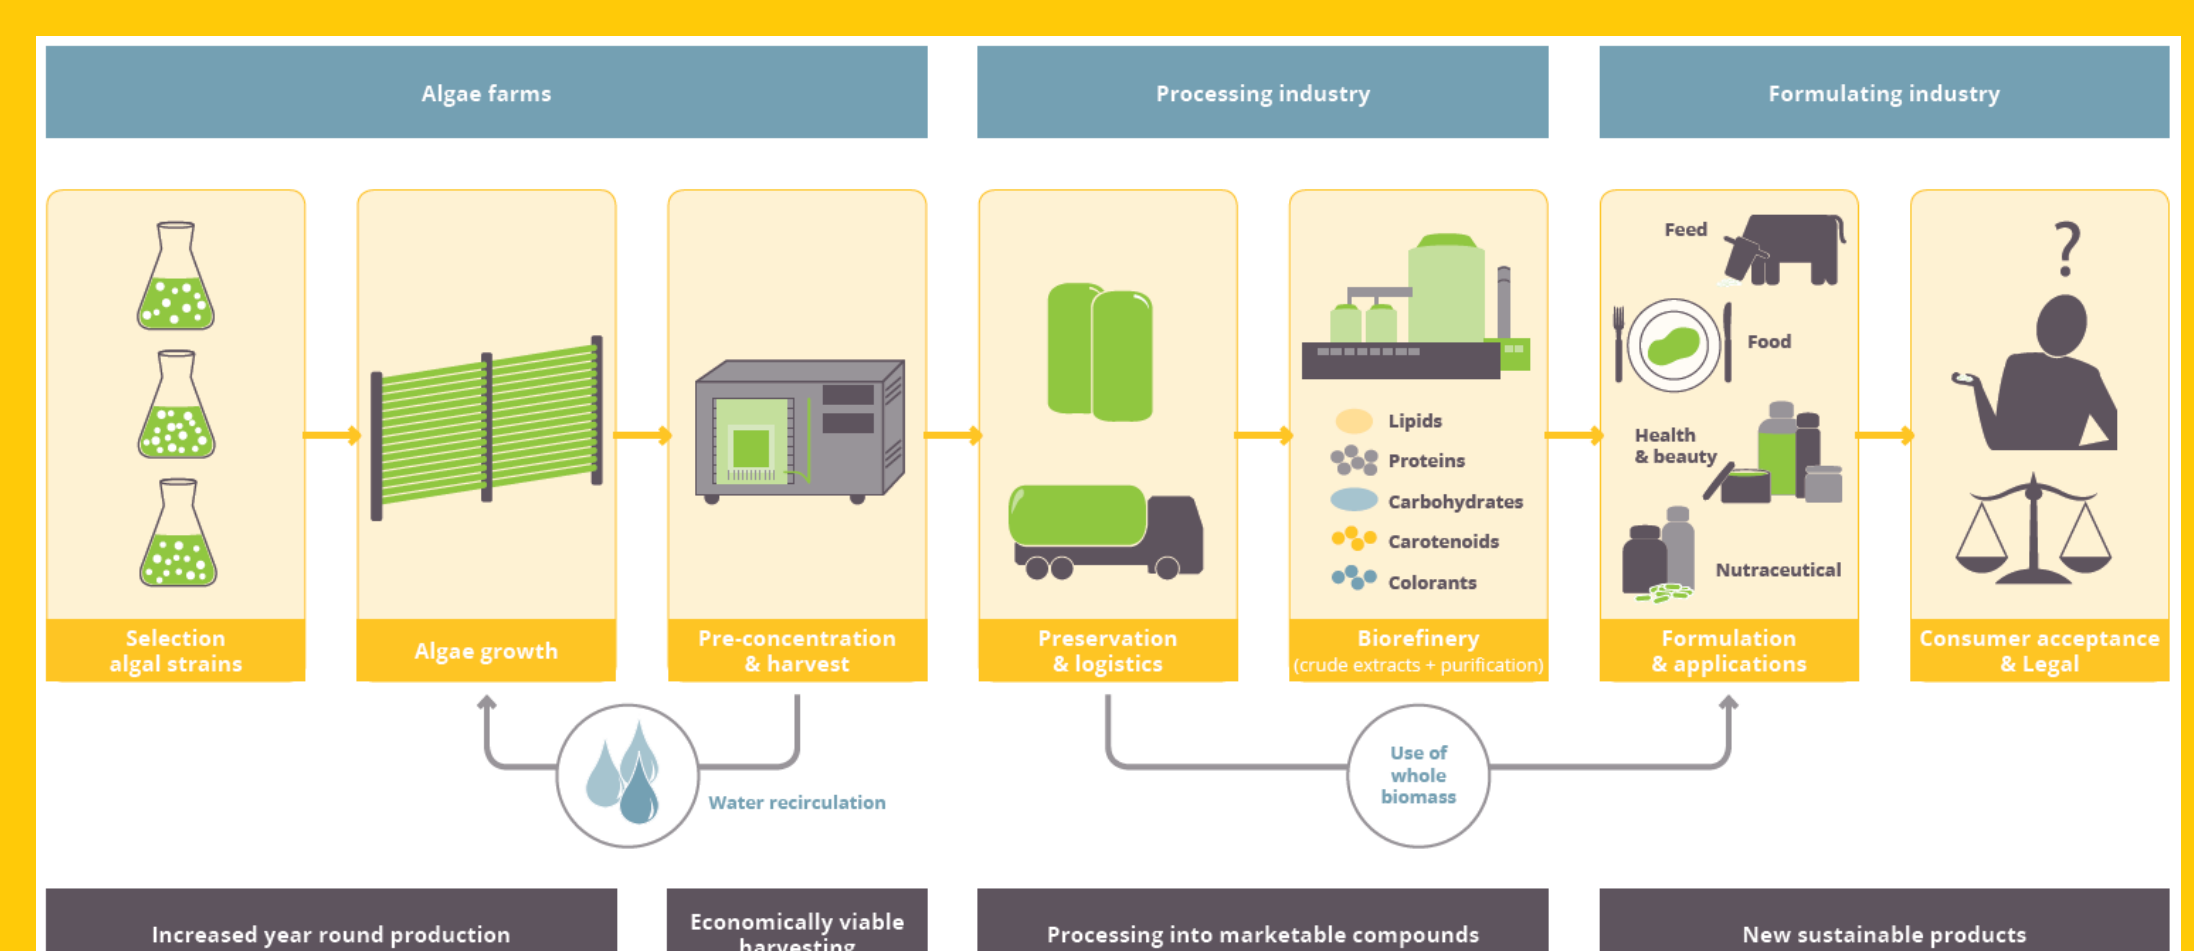 Algae farms
Processing industry
Formulating industry
Feed
Food
Health
& beauty
Nutraceutical
?
Lipids
Proteins
Carbohydrates
Carotenoids
Colorants
Selection
algal strains
Algae growth
Pre-concentration
& harvest
Preservation
& logistics
Biorefinery
(crude extracts + purification)
Formulation
& applications
Consumer acceptance
& Legal
Water recirculation
Use of
whole
biomass
Increased year round production
Economically viable
harvesting
Processing into marketable compounds
New sustainable products